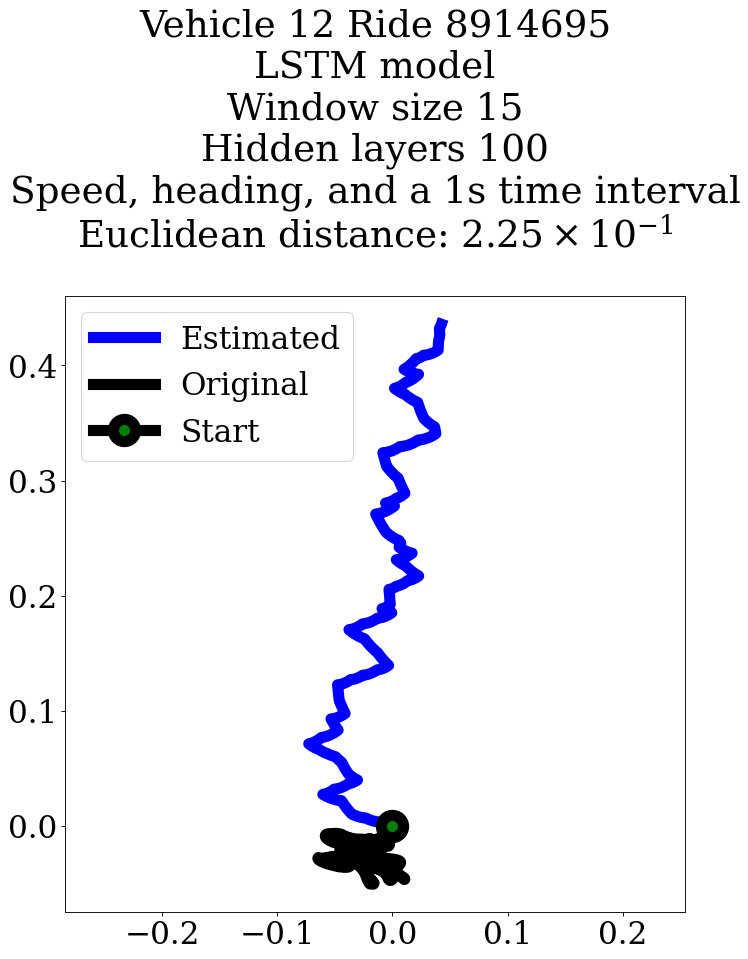 Vehicle 12 Ride 8914695
LSTM model
Window size 15
Hidden layers 100
Speed, heading, and a 1s time interval
Euclidean distance: 2.25 × 10⁻¹
Estimated
Original
Start
0.4
0.3
0.2
0.1
0.0
−0.2 −0.1 0.0 0.1 0.2